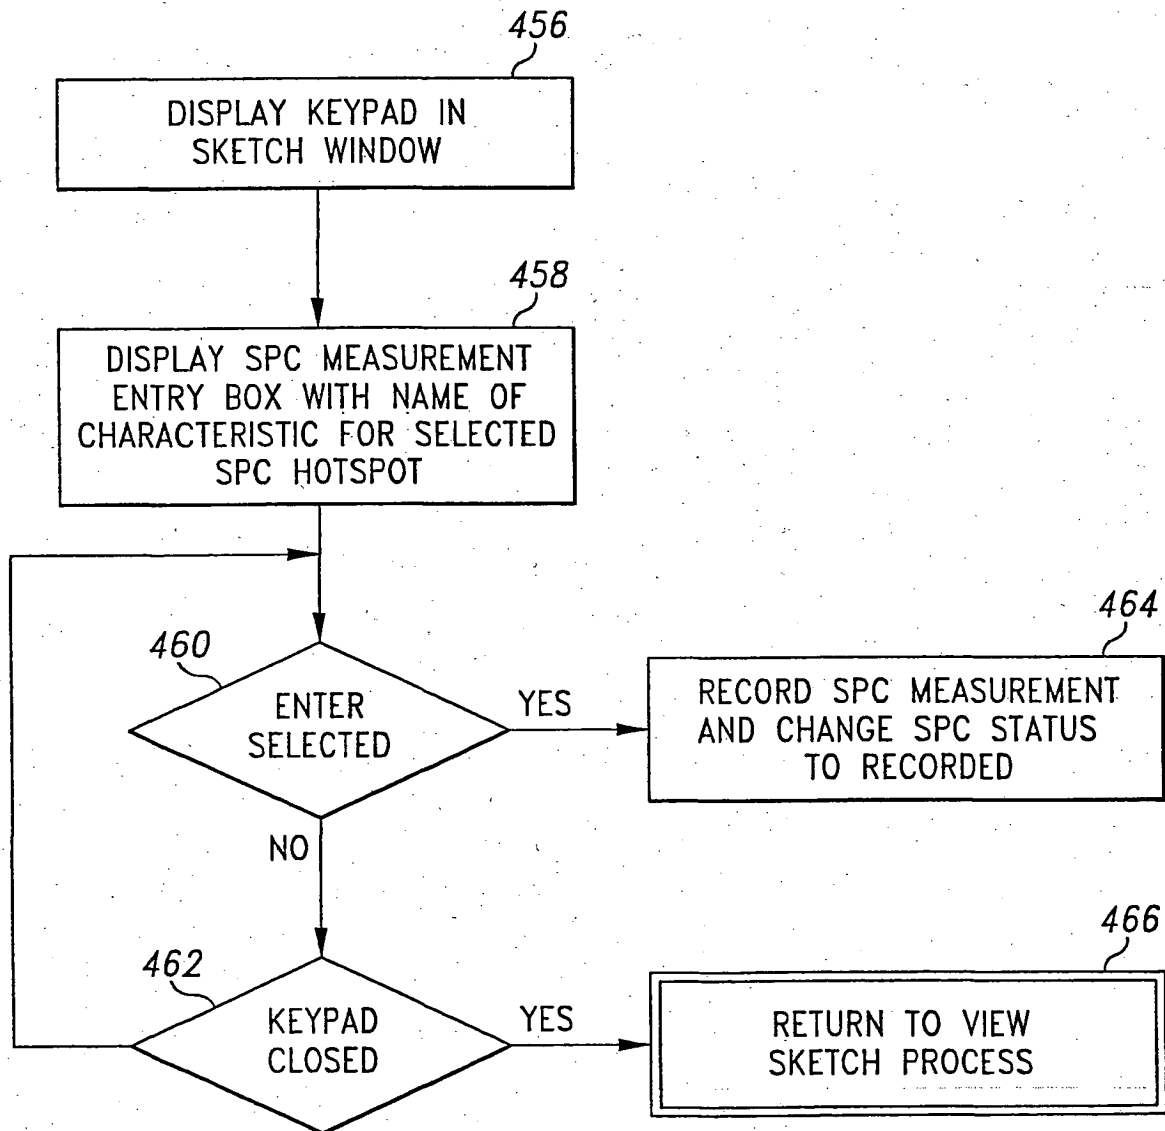 456
DISPLAY KEYPAD IN
SKETCH WINDOW
458
DISPLAY SPC MEASUREMENT
ENTRY BOX WITH NAME OF
CHARACTERISTIC FOR SELECTED
SPC HOTSPOT
460
ENTER
SELECTED
YES
464
RECORD SPC MEASUREMENT
AND CHANGE SPC STATUS
TO RECORDED
NO
462
KEYPAD
CLOSED
YES
466
RETURN TO VIEW
SKETCH PROCESS